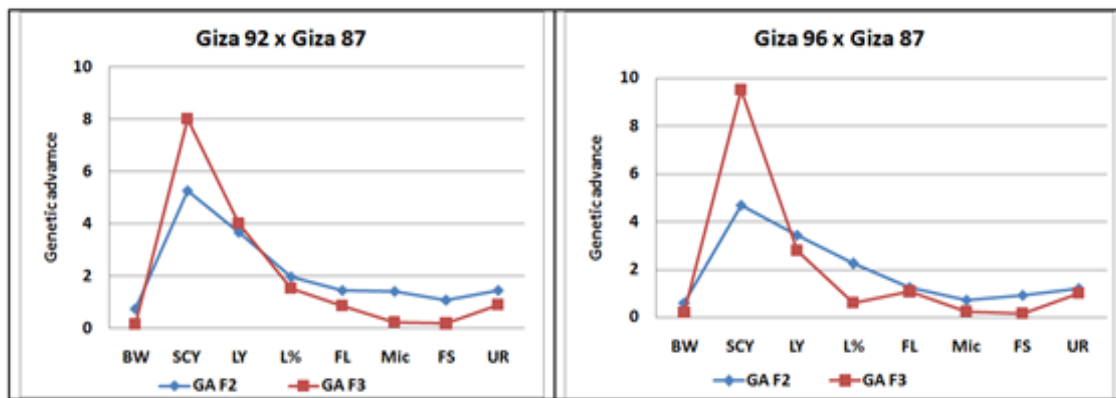 Giza 92 x Giza 87
10
8
6
4
2
0
Genetic advamce
BW SCY LY L% FL Mic FS UR
GA F2 GA F3
Giza 96 x Giza 87
10
8
6
4
2
0
Genetic advance
BW SCY LY L% FL Mic FS UR
GA F2 GA F3